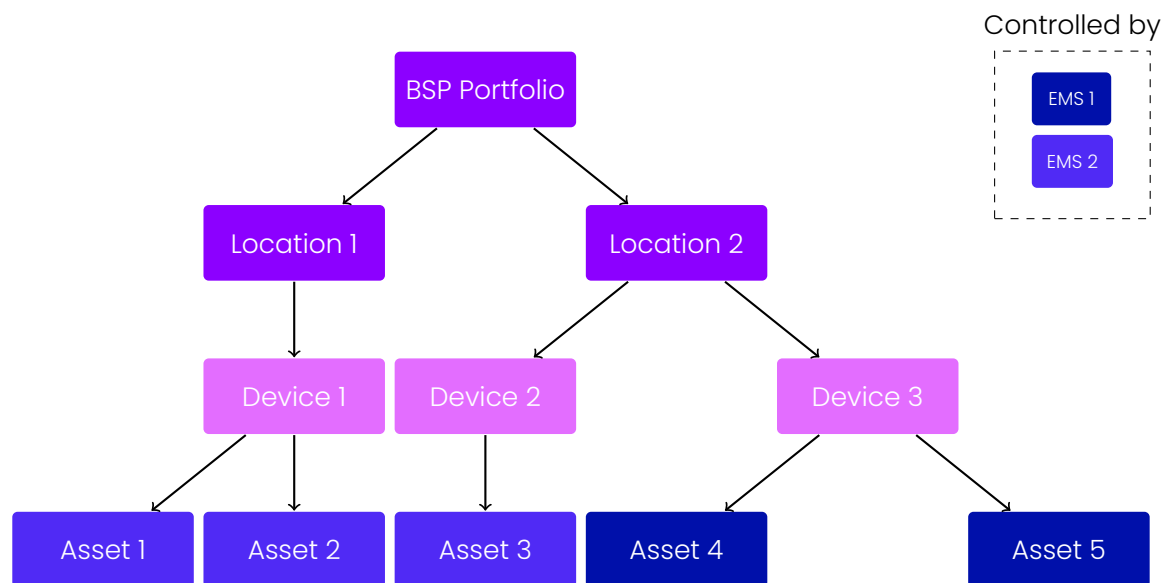 Controlled by
EMS 1
EMS 2
BSP Portfolio
Location 1
Location 2
Device 1
Device 2
Device 3
Asset 1
Asset 2
Asset 3
Asset 4
Asset 5